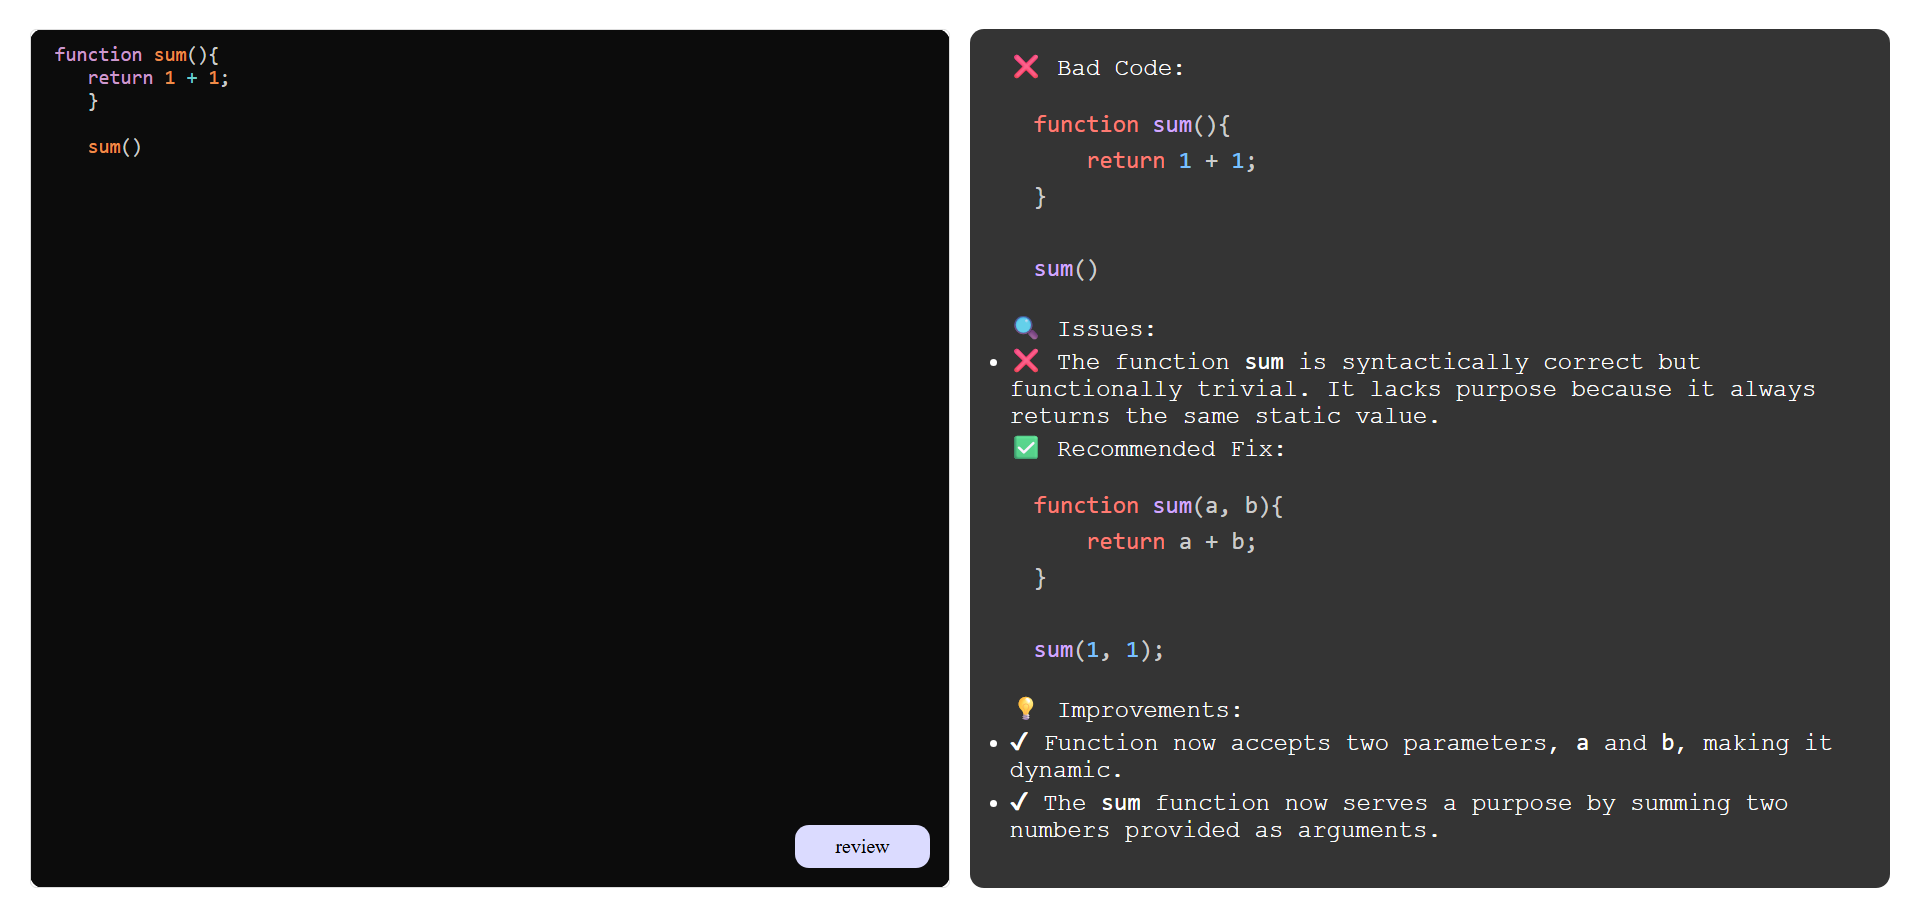 function sum(){
return 1 + 1;
}
sum()
review
❌ Bad Code:
function sum(){
return 1 + 1;
}
sum()
🔍 Issues:
• ❌ The function sum is syntactically correct but
functionally trivial. It lacks purpose because it always
returns the same static value.
✅ Recommended Fix:
function sum(a, b){
return a + b;
}
sum(1, 1);
💡 Improvements:
• ✔ Function now accepts two parameters, a and b, making it
dynamic.
• ✔ The sum function now serves a purpose by summing two
numbers provided as arguments.